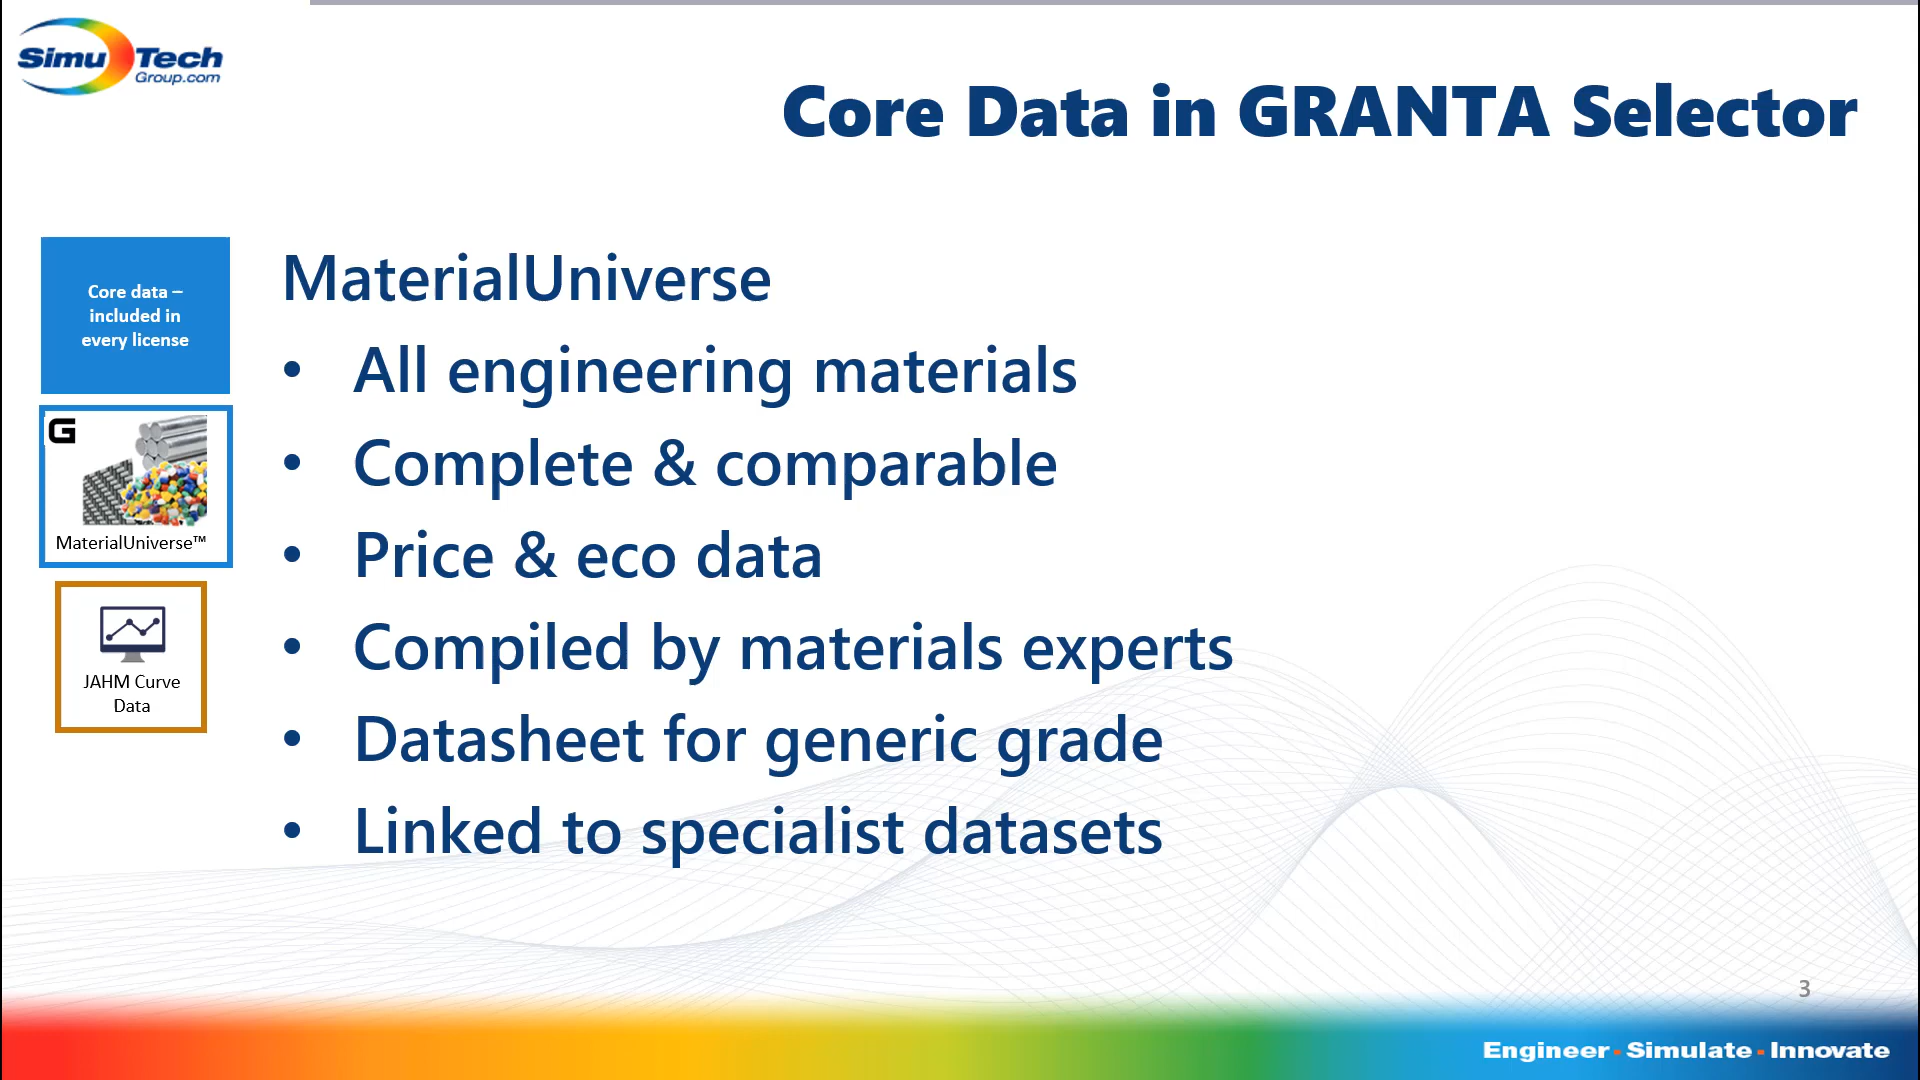 Simu Tech
Group.com
Core Data in GRANTA Selector
Core data –
included in
every license
G
MaterialUniverse™
JAHM Curve
Data
MaterialUniverse
• All engineering materials
• Complete & comparable
• Price & eco data
• Compiled by materials experts
• Datasheet for generic grade
• Linked to specialist datasets
3
Engineer - Simulate - Innovate